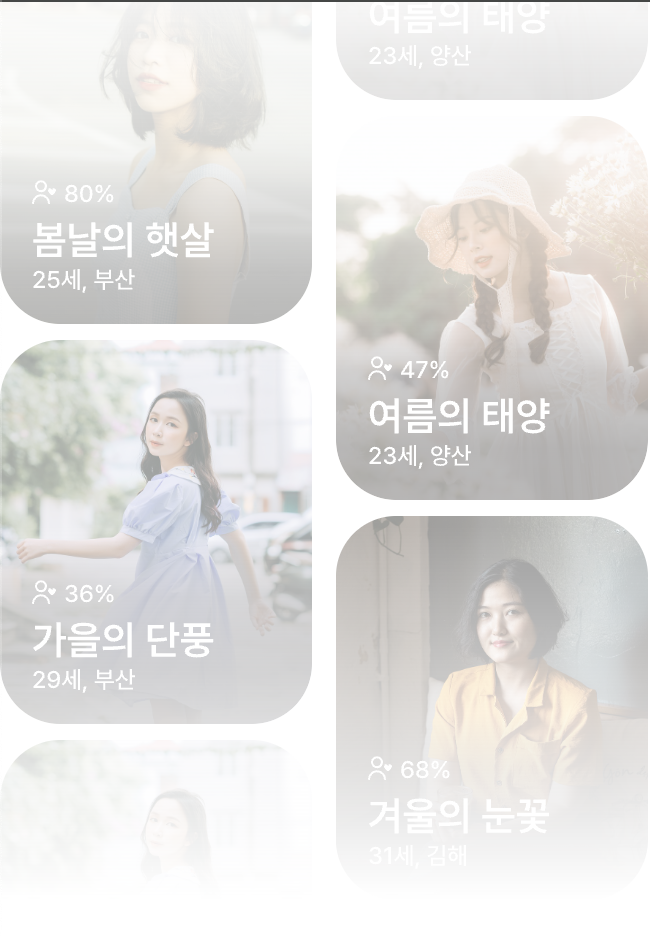 80%
봄날의 햇살
25세, 부산
36%
가을의 단풍
29세, 부산
여름의 태양
23세, 양산
47%
여름의 태양
23세, 양산
68%
겨울의 눈꽃
31세, 김해